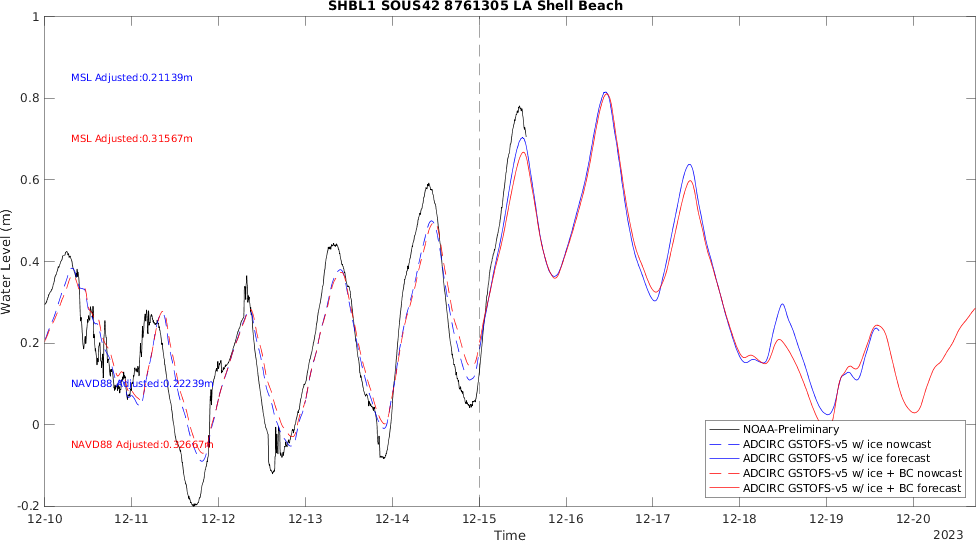 SHBL1 SOUS42 8761305 LA Shell Beach
1
0.8
0.6
0.4
0.2
0
-0.2
Water Level (m)
MSL Adjusted:0.21139m
MSL Adjusted:0.31567m
NAVD88 Adjusted:0.22239m
NAVD88 Adjusted:0.32667m
NOAA-Preliminary
ADCIRC GSTOFS-v5 w/ ice nowcast
ADCIRC GSTOFS-v5 w/ ice forecast
ADCIRC GSTOFS-v5 w/ ice + BC nowcast
ADCIRC GSTOFS-v5 w/ ice + BC forecast
12-10 12-11 12-12 12-13 12-14 12-15 12-16 12-17 12-18 12-19 12-20
Time
2023